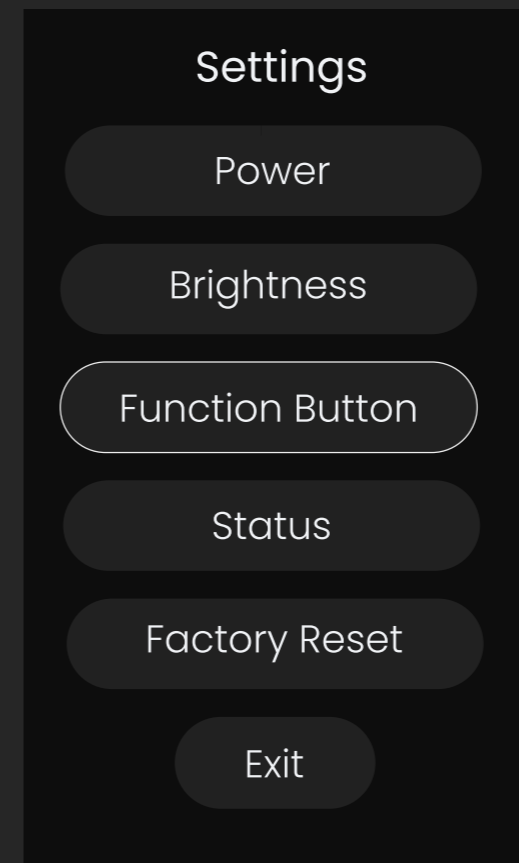 Settings
Power
Brightness
Function Button
Status
Factory Reset
Exit